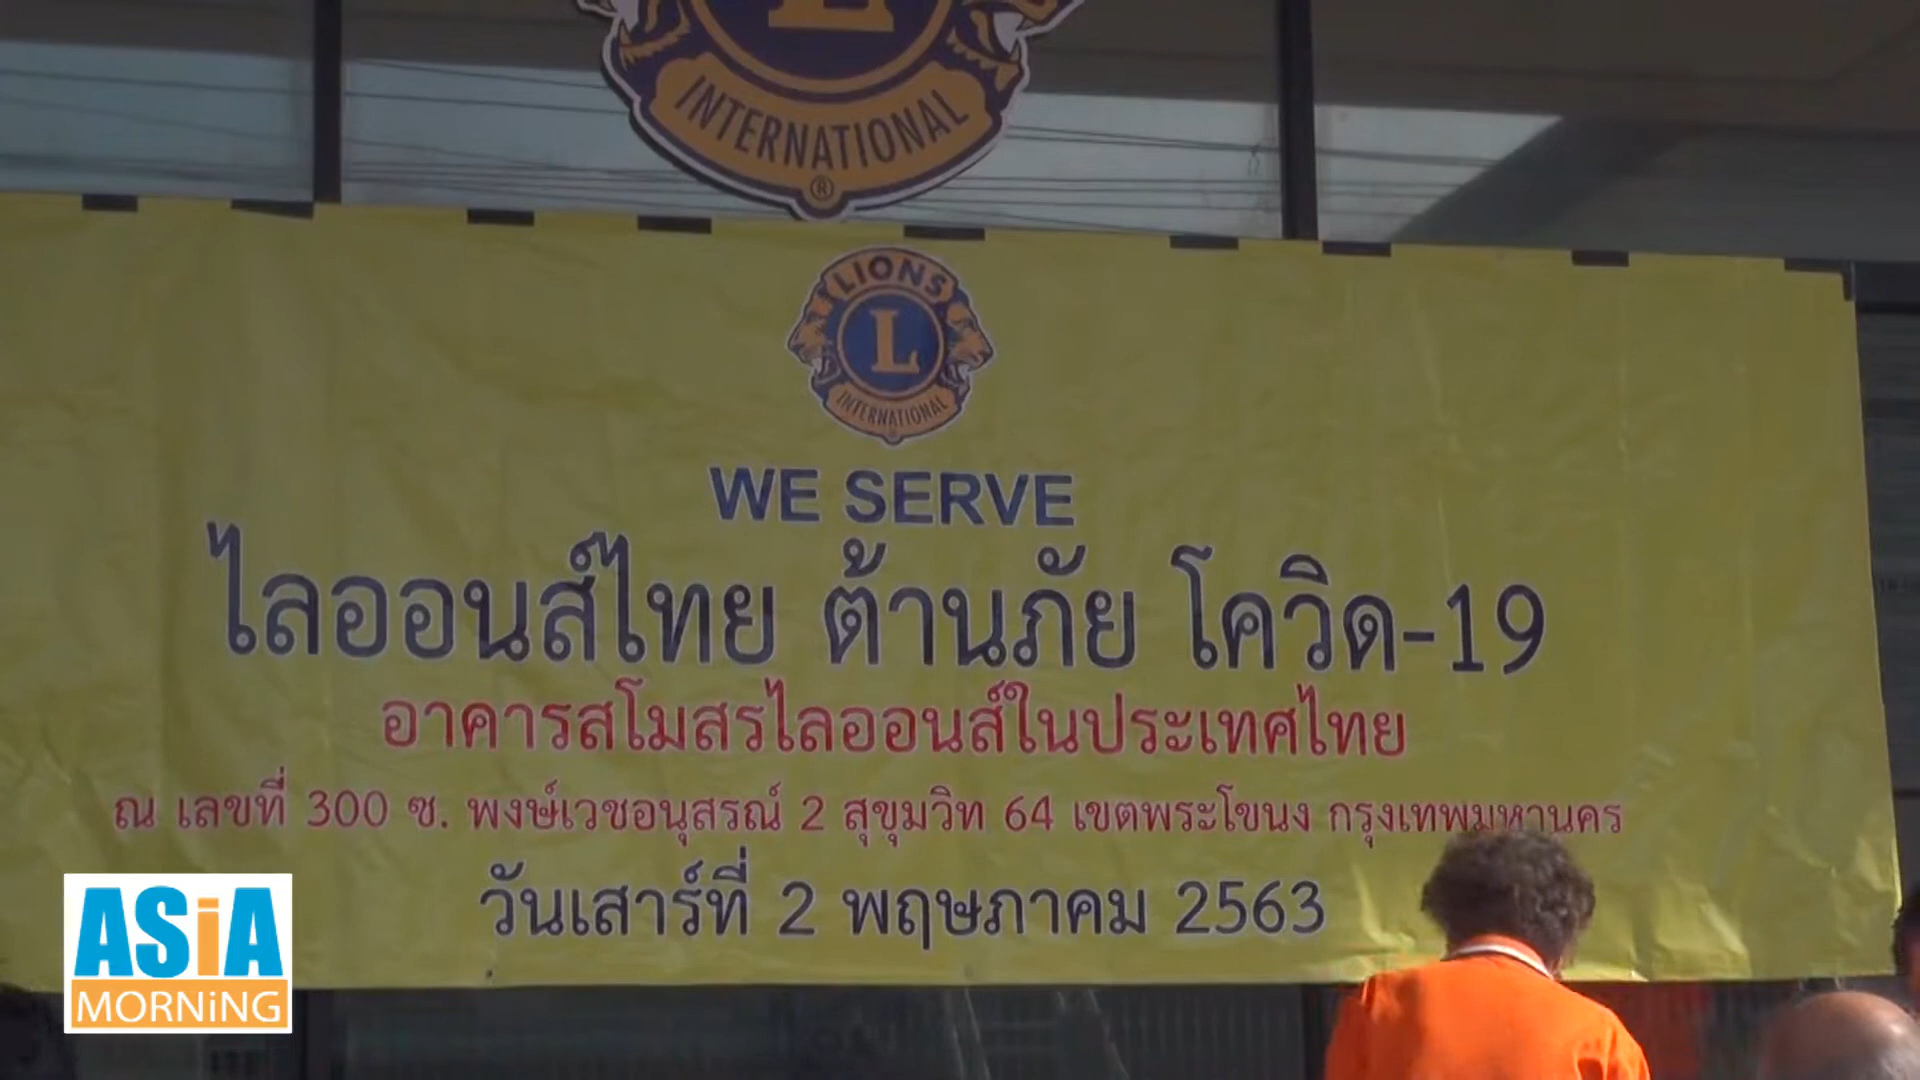 L
INTERNATIONAL
®
LIONS
L
INTERNATIONAL
WE SERVE
ไลออนส์ไทย ต้านภัย โควิด-19
อาคารสโมสรไลออนส์ในประเทศไทย
ณ เลขที่ 300 ซ. พงษ์เวชอนุสรณ์ 2 สุขุมวิท 64 เขตพระโขนง กรุงเทพมหานคร
วันเสาร์ที่ 2 พฤษภาคม 2563
ASiA
MORNiNG